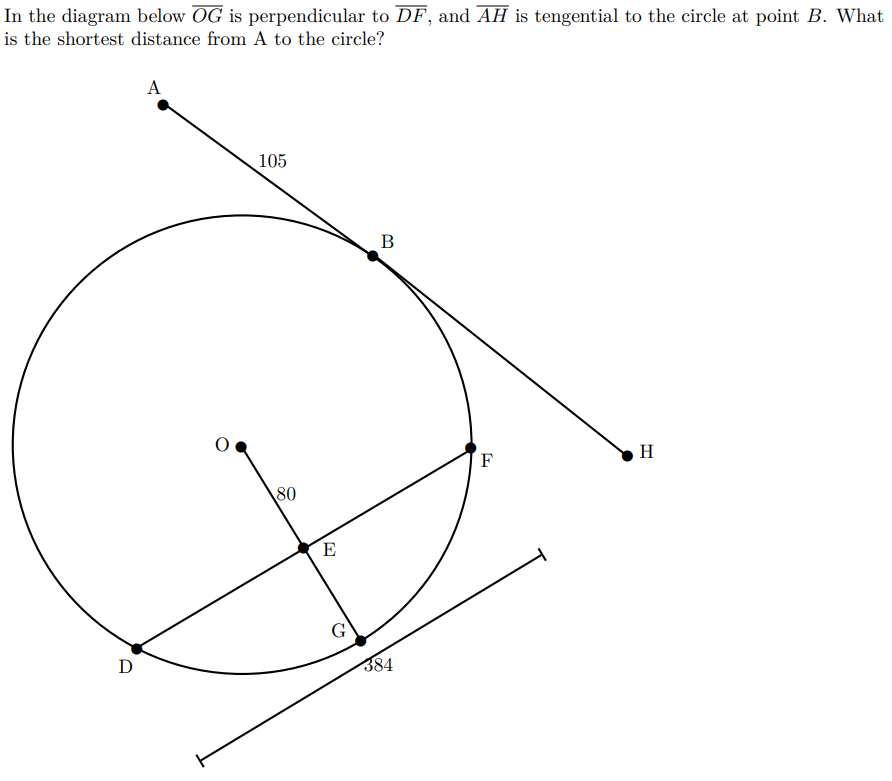 In the diagram below OG is perpendicular to DF, and AH is tangential to the circle at point B. What
is the shortest distance from A to the circle?
A
105
B
O
H
F
80
E
G
384
D